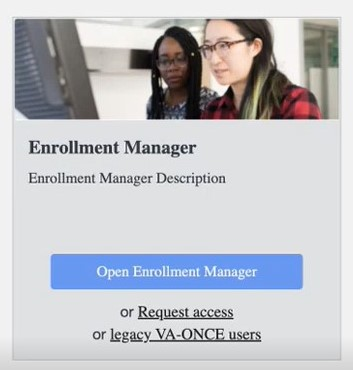 Enrollment Manager
Enrollment Manager Description
Open Enrollment Manager
or Request access
or legacy VA-ONCE users